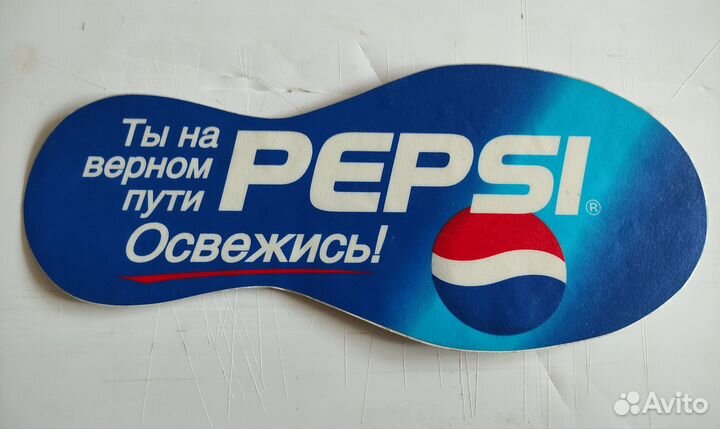 Ты на
верном
пути
PEPSI®
Освежись!
Avito